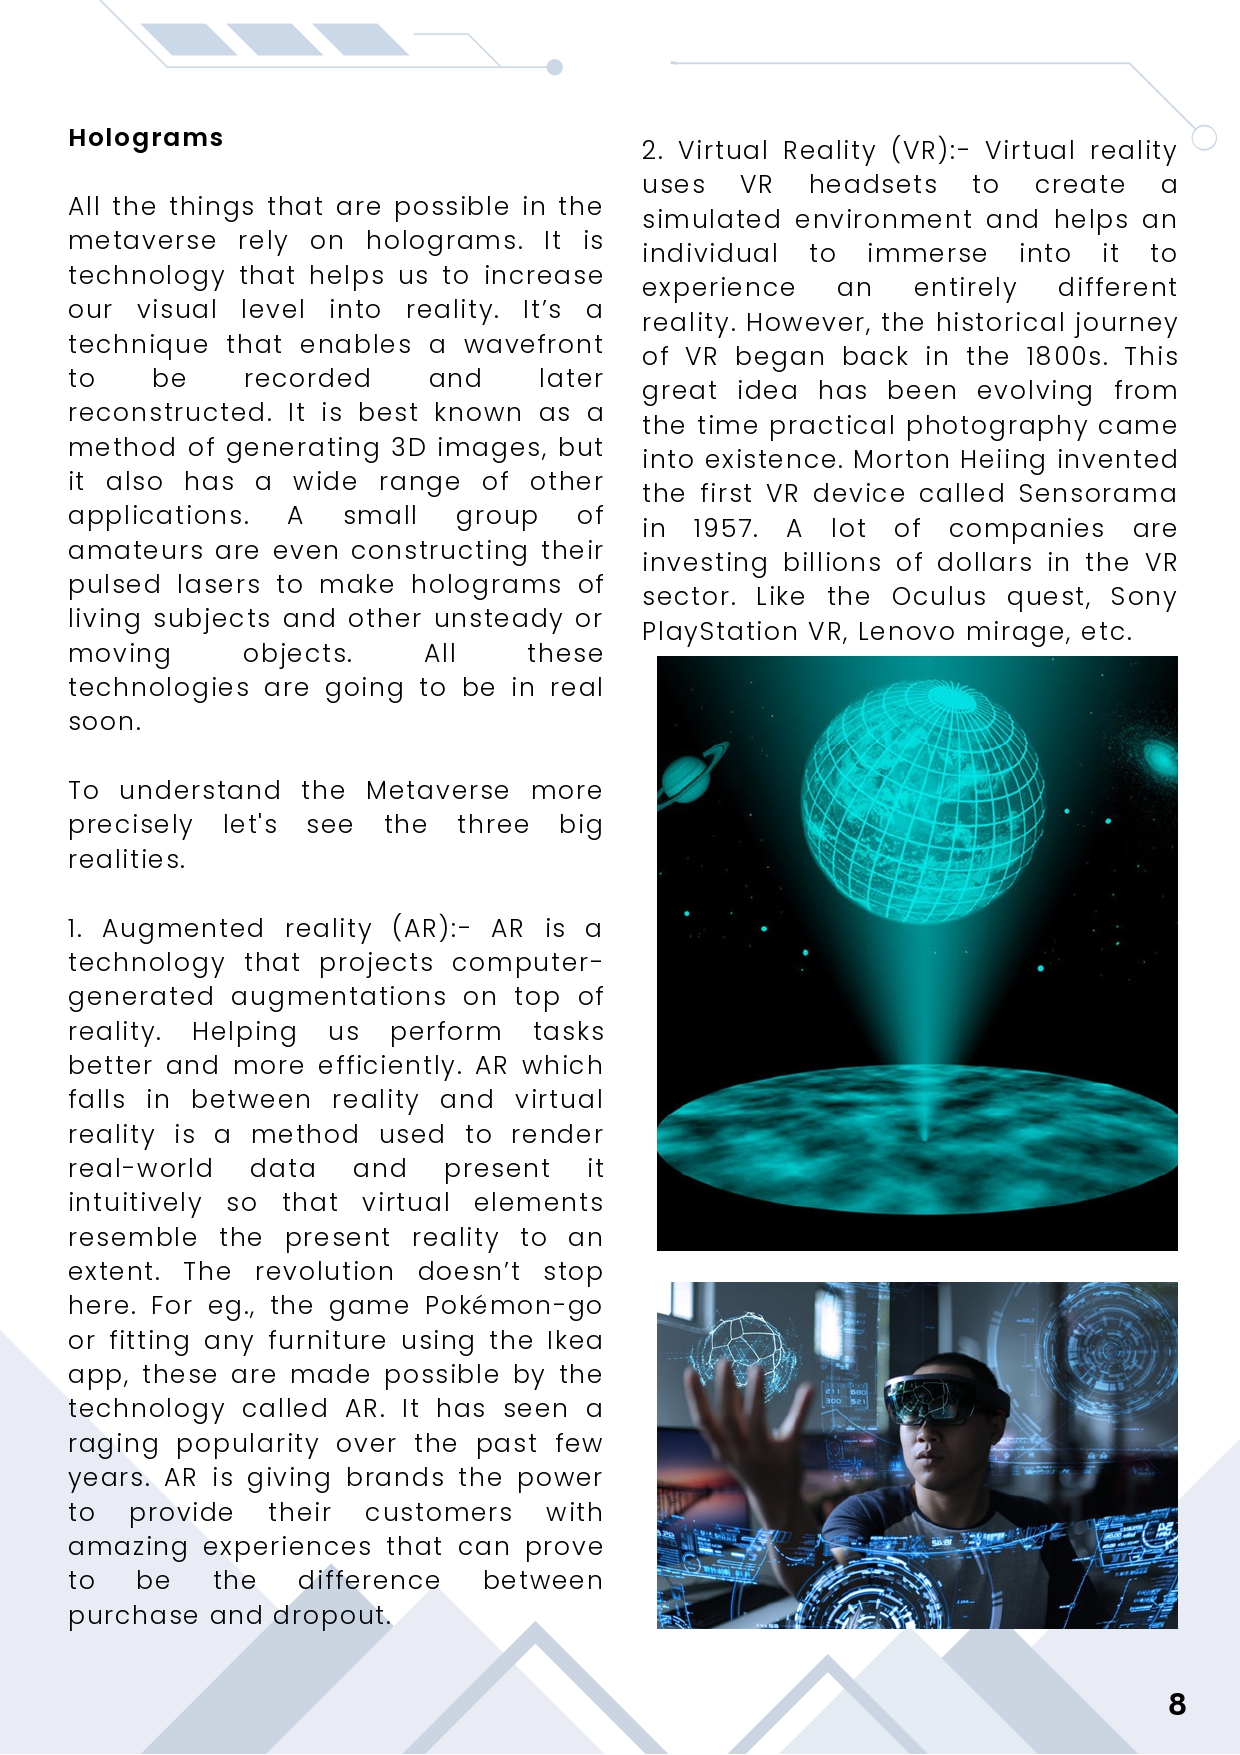 Holograms
All the things that are possible in the
metaverse rely on holograms. It is
technology that helps us to increase
our visual level into reality. It’s a
technique that enables a wavefront
to be recorded and later
reconstructed. It is best known as a
method of generating 3D images, but
it also has a wide range of other
applications. A small group of
amateurs are even constructing their
pulsed lasers to make holograms of
living subjects and other unsteady or
moving objects. All these
technologies are going to be in real
soon.
To understand the Metaverse more
precisely let's see the three big
realities.
1. Augmented reality (AR):- AR is a
technology that projects computer-
generated augmentations on top of
reality. Helping us perform tasks
better and more efficiently. AR which
falls in between reality and virtual
reality is a method used to render
real-world data and present it
intuitively so that virtual elements
resemble the present reality to an
extent. The revolution doesn’t stop
here. For eg., the game Pokémon-go
or fitting any furniture using the Ikea
app, these are made possible by the
technology called AR. It has seen a
raging popularity over the past few
years. AR is giving brands the power
to provide their customers with
amazing experiences that can prove
to be the difference between
purchase and dropout.
2. Virtual Reality (VR):- Virtual reality
uses VR headsets to create a
simulated environment and helps an
individual to immerse into it to
experience an entirely different
reality. However, the historical journey
of VR began back in the 1800s. This
great idea has been evolving from
the time practical photography came
into existence. Morton Heiing invented
the first VR device called Sensorama
in 1957. A lot of companies are
investing billions of dollars in the VR
sector. Like the Oculus quest, Sony
PlayStation VR, Lenovo mirage, etc.
211 680
300 521
8